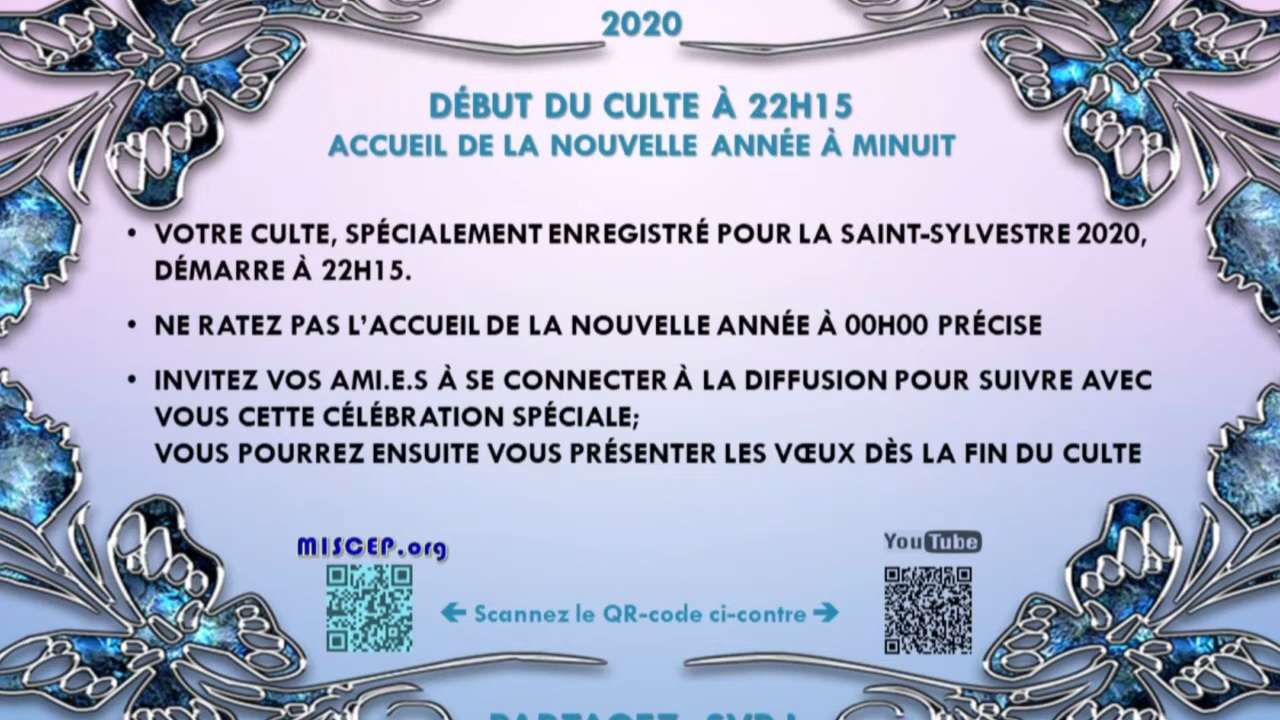 2020
DÉBUT DU CULTE À 22H15
ACCUEIL DE LA NOUVELLE ANNÉE À MINUIT
• VOTRE CULTE, SPÉCIALEMENT ENREGISTRÉ POUR LA SAINT-SYLVESTRE 2020,
DÉMARRE À 22H15.
• NE RATEZ PAS L'ACCUEIL DE LA NOUVELLE ANNÉE À 00H00 PRÉCISE
• INVITEZ VOS AMI.E.S À SE CONNECTER À LA DIFFUSION POUR SUIVRE AVEC
VOUS CETTE CÉLÉBRATION SPÉCIALE;
VOUS POURREZ ENSUITE VOUS PRÉSENTER LES VŒUX DÈS LA FIN DU CULTE
MISCEP.org
YouTube
← Scannez le QR-code ci-contre →
PARTAGEZ, SVP!